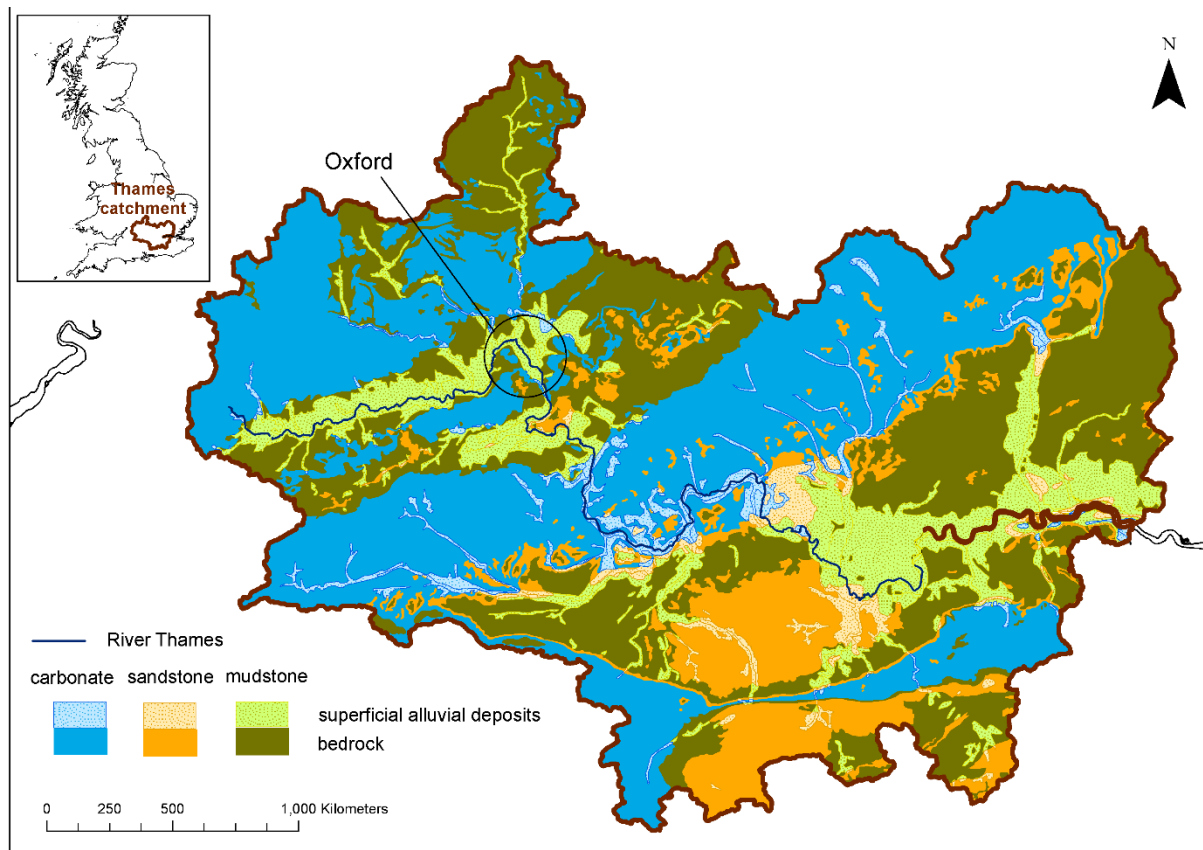 N
Oxford
Thames
catchment
River Thames
carbonate sandstone mudstone
superficial alluvial deposits
bedrock
0 250 500 1,000 Kilometers